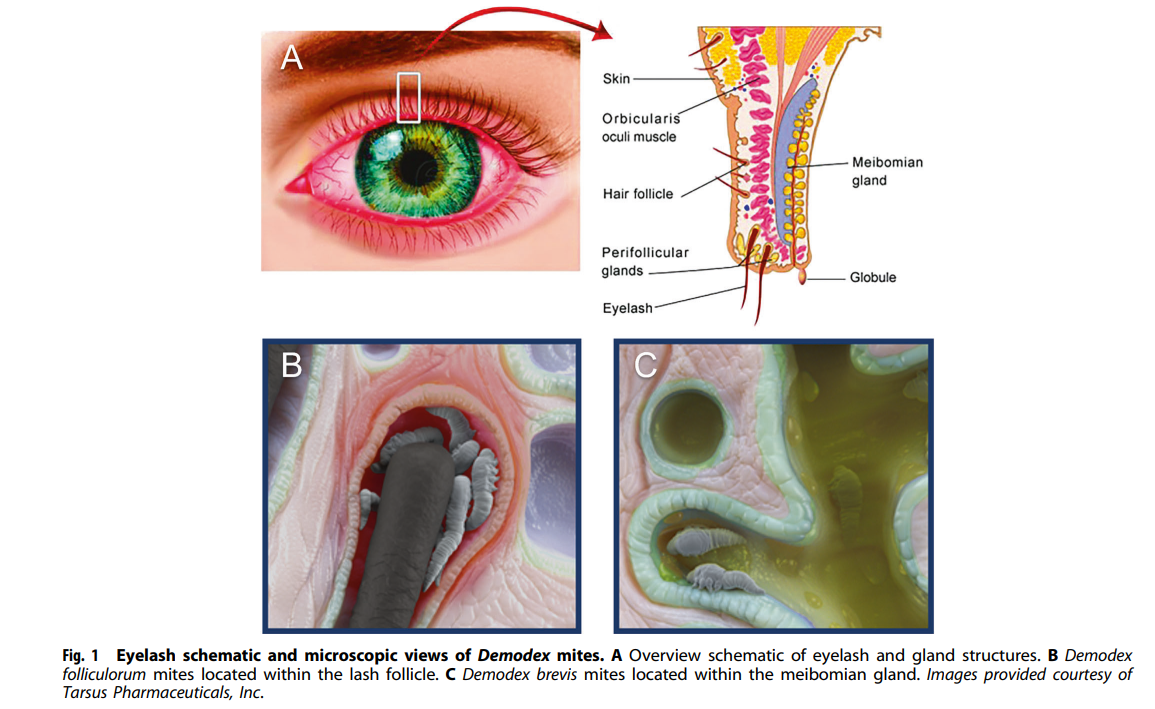 A
Skin
Orbicularis
oculi muscle
Hair follicle
Perifollicular
glands
Eyelash
Meibomian
gland
Globule
B
C
Fig. 1 Eyelash schematic and microscopic views of Demodex mites. A Overview schematic of eyelash and gland structures. B Demodex
folliculorum mites located within the lash follicle. C Demodex brevis mites located within the meibomian gland. Images provided courtesy of
Tarsus Pharmaceuticals, Inc.